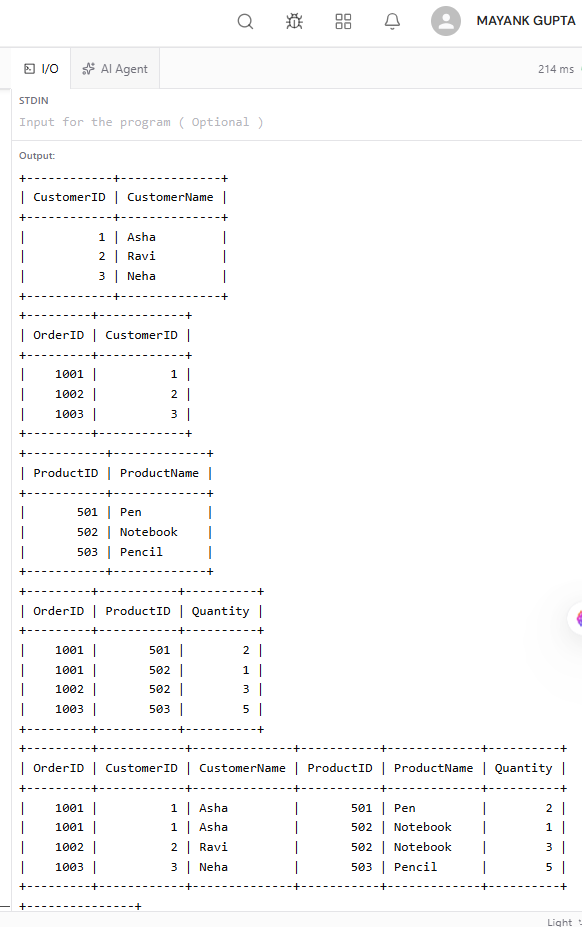 MAYANK GUPTA
I/O AI Agent 214 ms
STDIN
Input for the program ( Optional )
Output:
+------------+--------------+
| CustomerID | CustomerName |
+------------+--------------+
|          1 | Asha         |
|          2 | Ravi         |
|          3 | Neha         |
+------------+--------------+
+---------+------------+
| OrderID | CustomerID |
+---------+------------+
|    1001 |          1 |
|    1002 |          2 |
|    1003 |          3 |
+---------+------------+
+-----------+-------------+
| ProductID | ProductName |
+-----------+-------------+
|       501 | Pen         |
|       502 | Notebook    |
|       503 | Pencil      |
+-----------+-------------+
+---------+-----------+----------+
| OrderID | ProductID | Quantity |
+---------+-----------+----------+
|    1001 |       501 |        2 |
|    1001 |       502 |        1 |
|    1002 |       502 |        3 |
|    1003 |       503 |        5 |
+---------+-----------+----------+
+---------+------------+--------------+-----------+-------------+----------+
| OrderID | CustomerID | CustomerName | ProductID | ProductName | Quantity |
+---------+------------+--------------+-----------+-------------+----------+
|    1001 |          1 | Asha         |       501 | Pen         |        2 |
|    1001 |          1 | Asha         |       502 | Notebook    |        1 |
|    1002 |          2 | Ravi         |       502 | Notebook    |        3 |
|    1003 |          3 | Neha         |       503 | Pencil      |        5 |
+---------+------------+--------------+-----------+-------------+----------+
+---------------+
Light